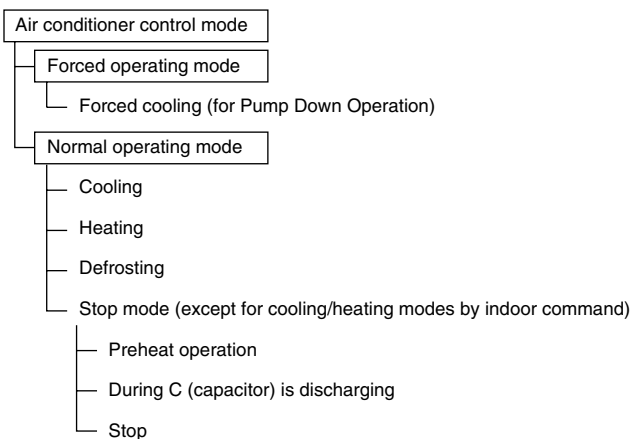 Air conditioner control mode
Forced operating mode
Forced cooling (for Pump Down Operation)
Normal operating mode
Cooling
Heating
Defrosting
Stop mode (except for cooling/heating modes by indoor command)
Preheat operation
During C (capacitor) is discharging
Stop